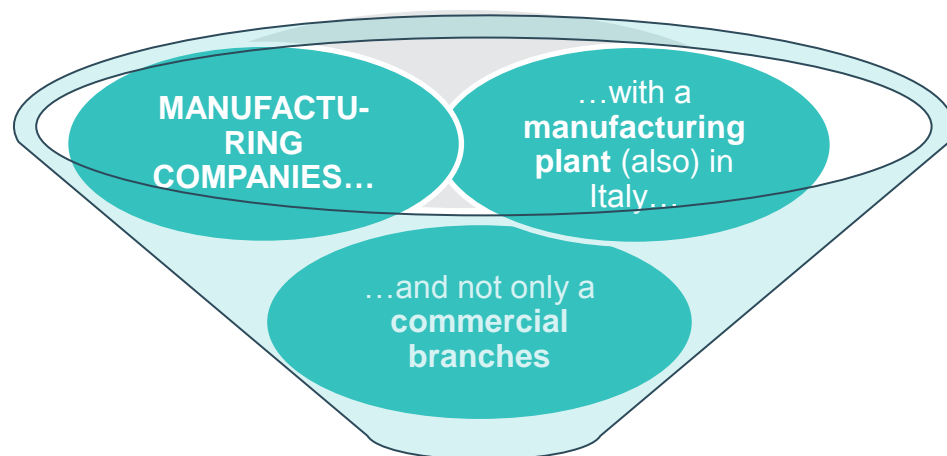 MANUFACTU-
RING
COMPANIES…
…with a
manufacturing
plant (also) in
Italy…
…and not only a
commercial
branches